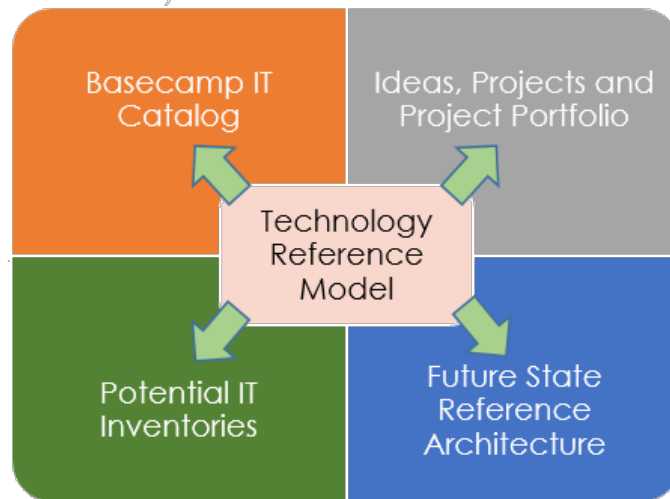 Basecamp IT
Catalog
Ideas, Projects and
Project Portfolio
Technology
Reference
Model
Potential IT
Inventories
Future State
Reference
Architecture